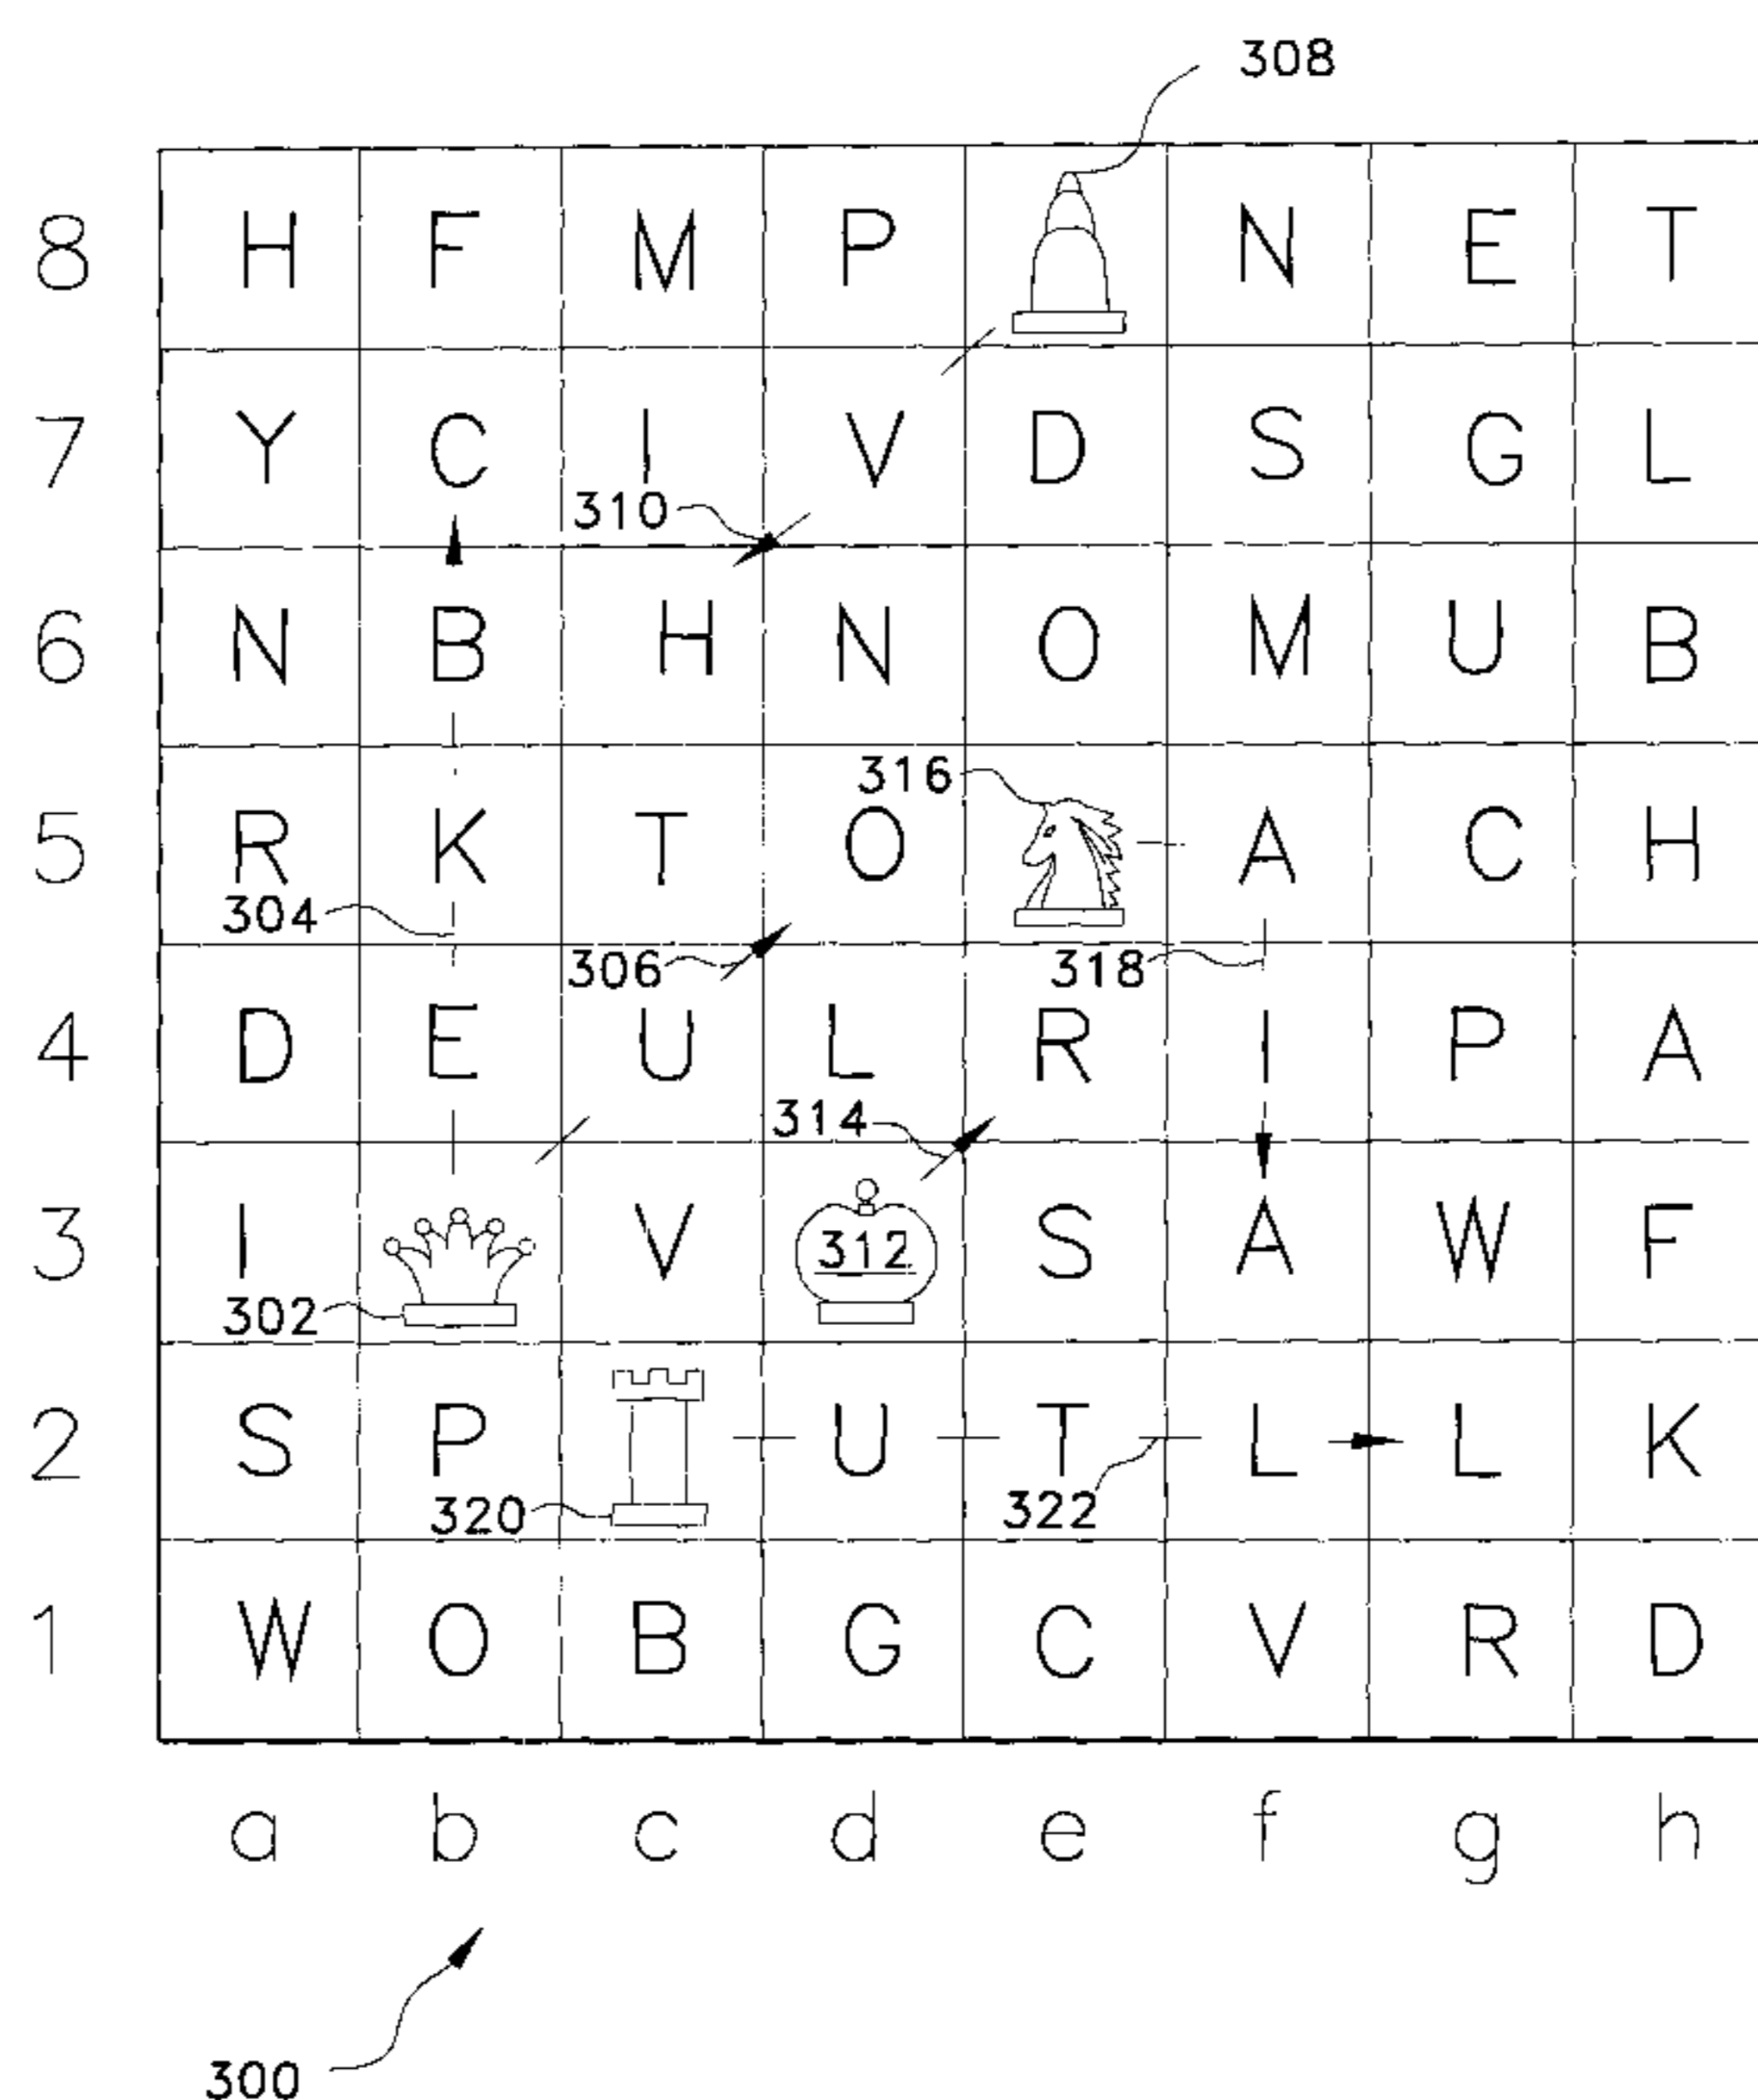 308
8 H F M P N E T
7 Y C I V D S G L
310
6 N B H N O M U B
316
5 R K T O A C H
304
306 318
4 D E U L R I P A
314
3 I V 312 S A W F
302
2 S P U T L L K
320 322
1 W O B G C V R D
a b c d e f g h
300